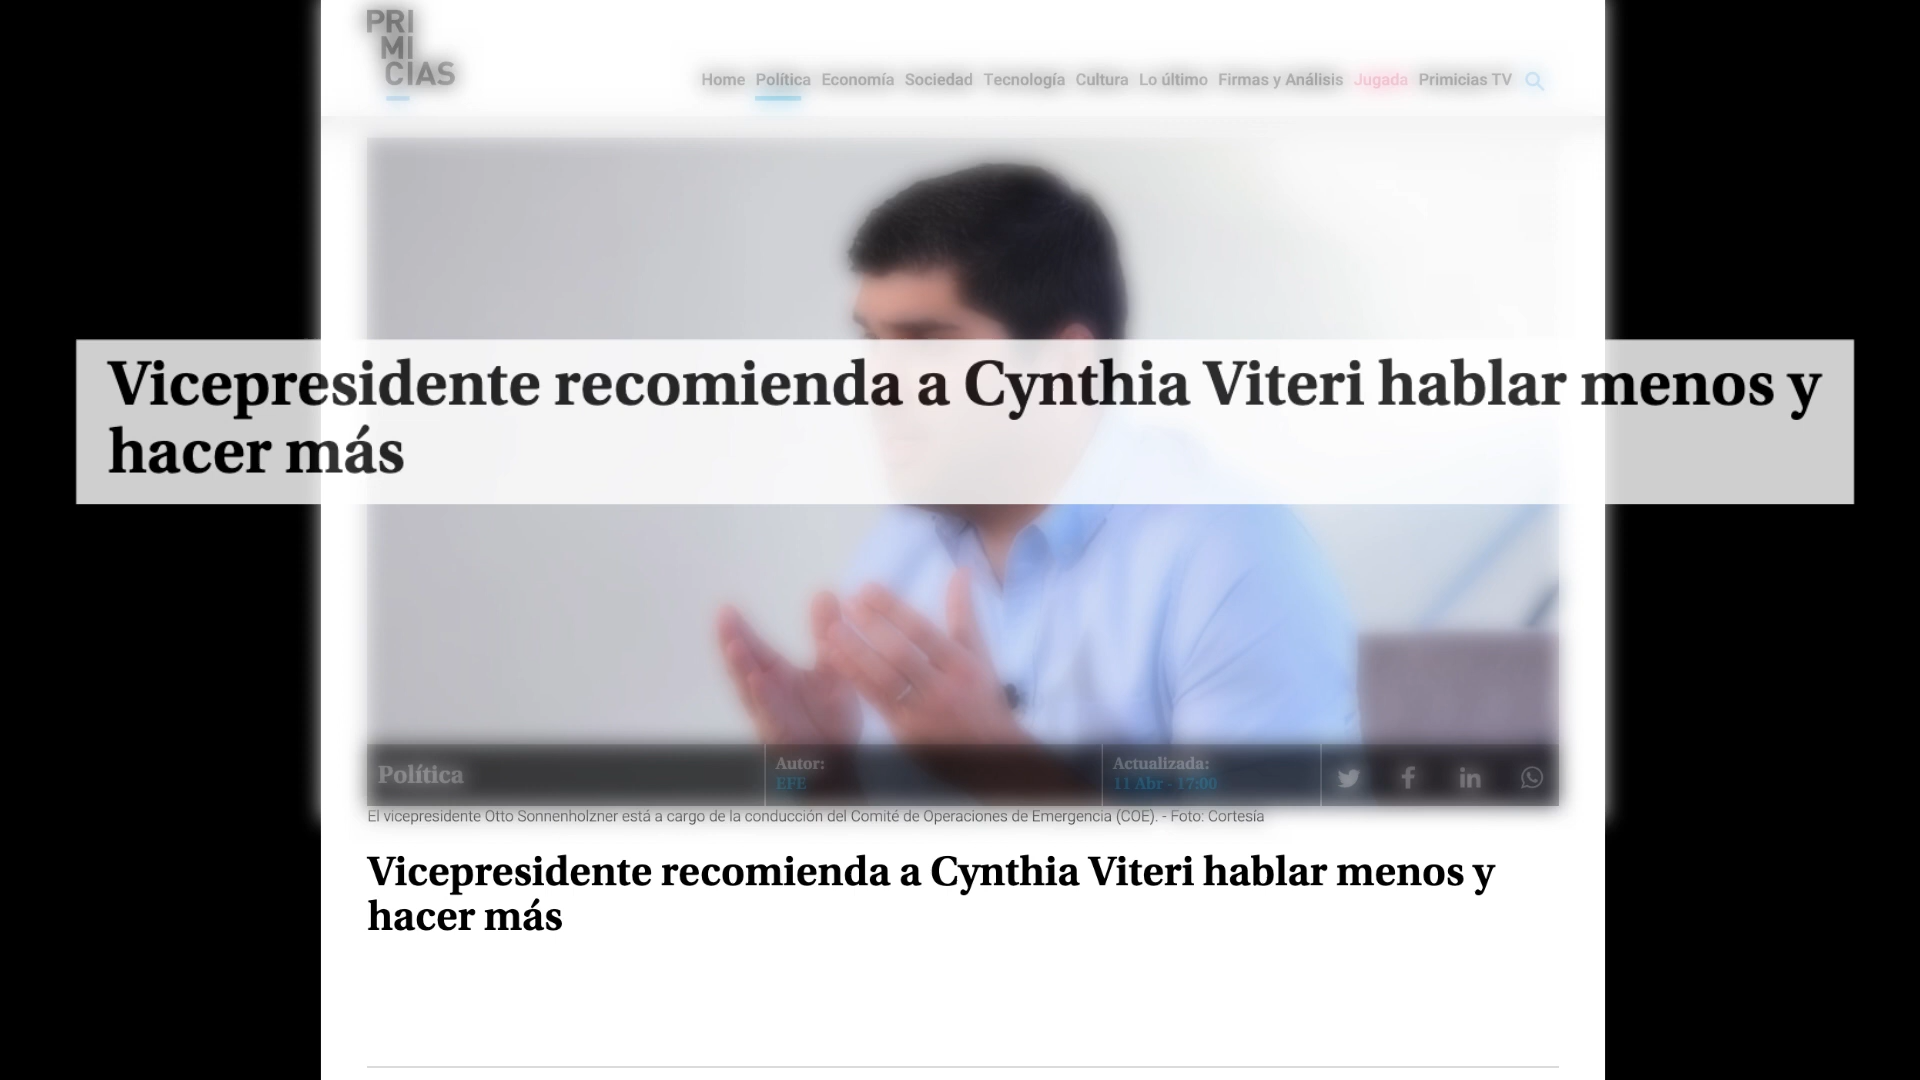 PRI
MI
CIAS
Home Política Economía Sociedad Tecnología Cultura Lo último Firmas y Análisis Jugada Primicias TV
Vicepresidente recomienda a Cynthia Viteri hablar menos y
hacer más
Política
Autor:
EFE
Actualizada:
11 Abr - 17:00
El vicepresidente Otto Sonnenholzner está a cargo de la conducción del Comité de Operaciones de Emergencia (COE). - Foto: Cortesía
Vicepresidente recomienda a Cynthia Viteri hablar menos y
hacer más